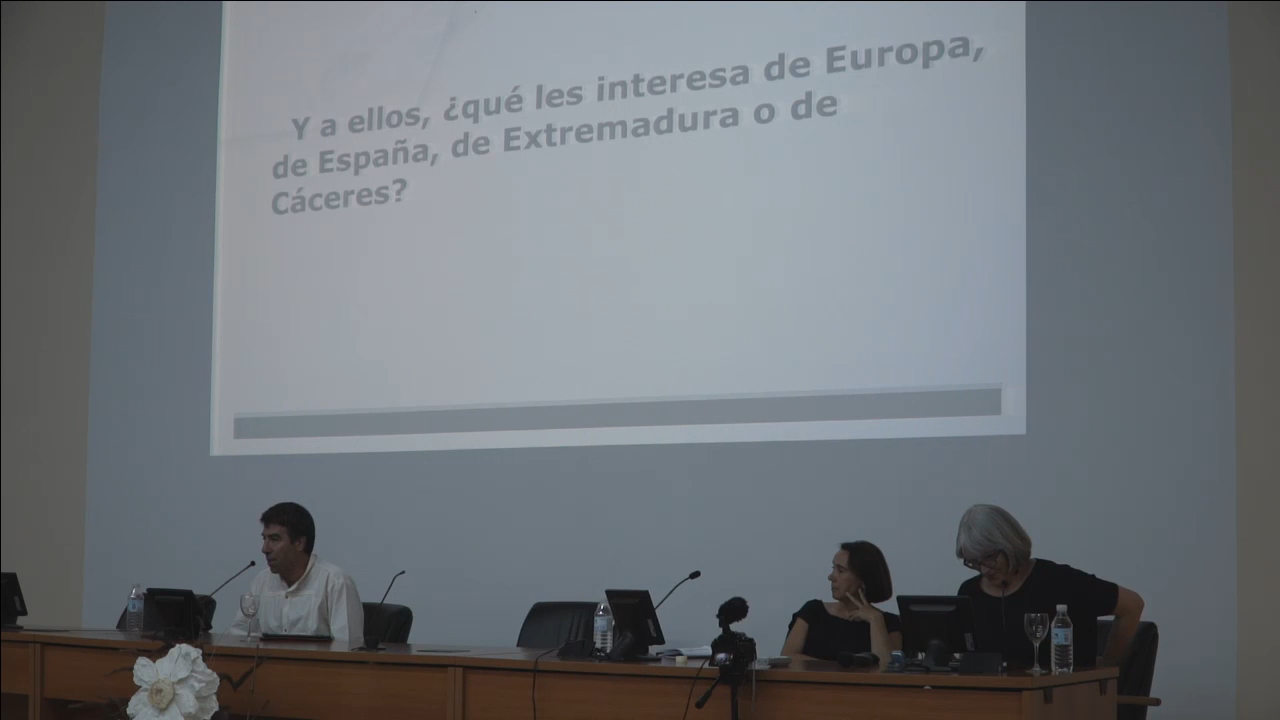 Y a ellos, ¿qué les interesa de Europa,
de España, de Extremadura o de
Cáceres?